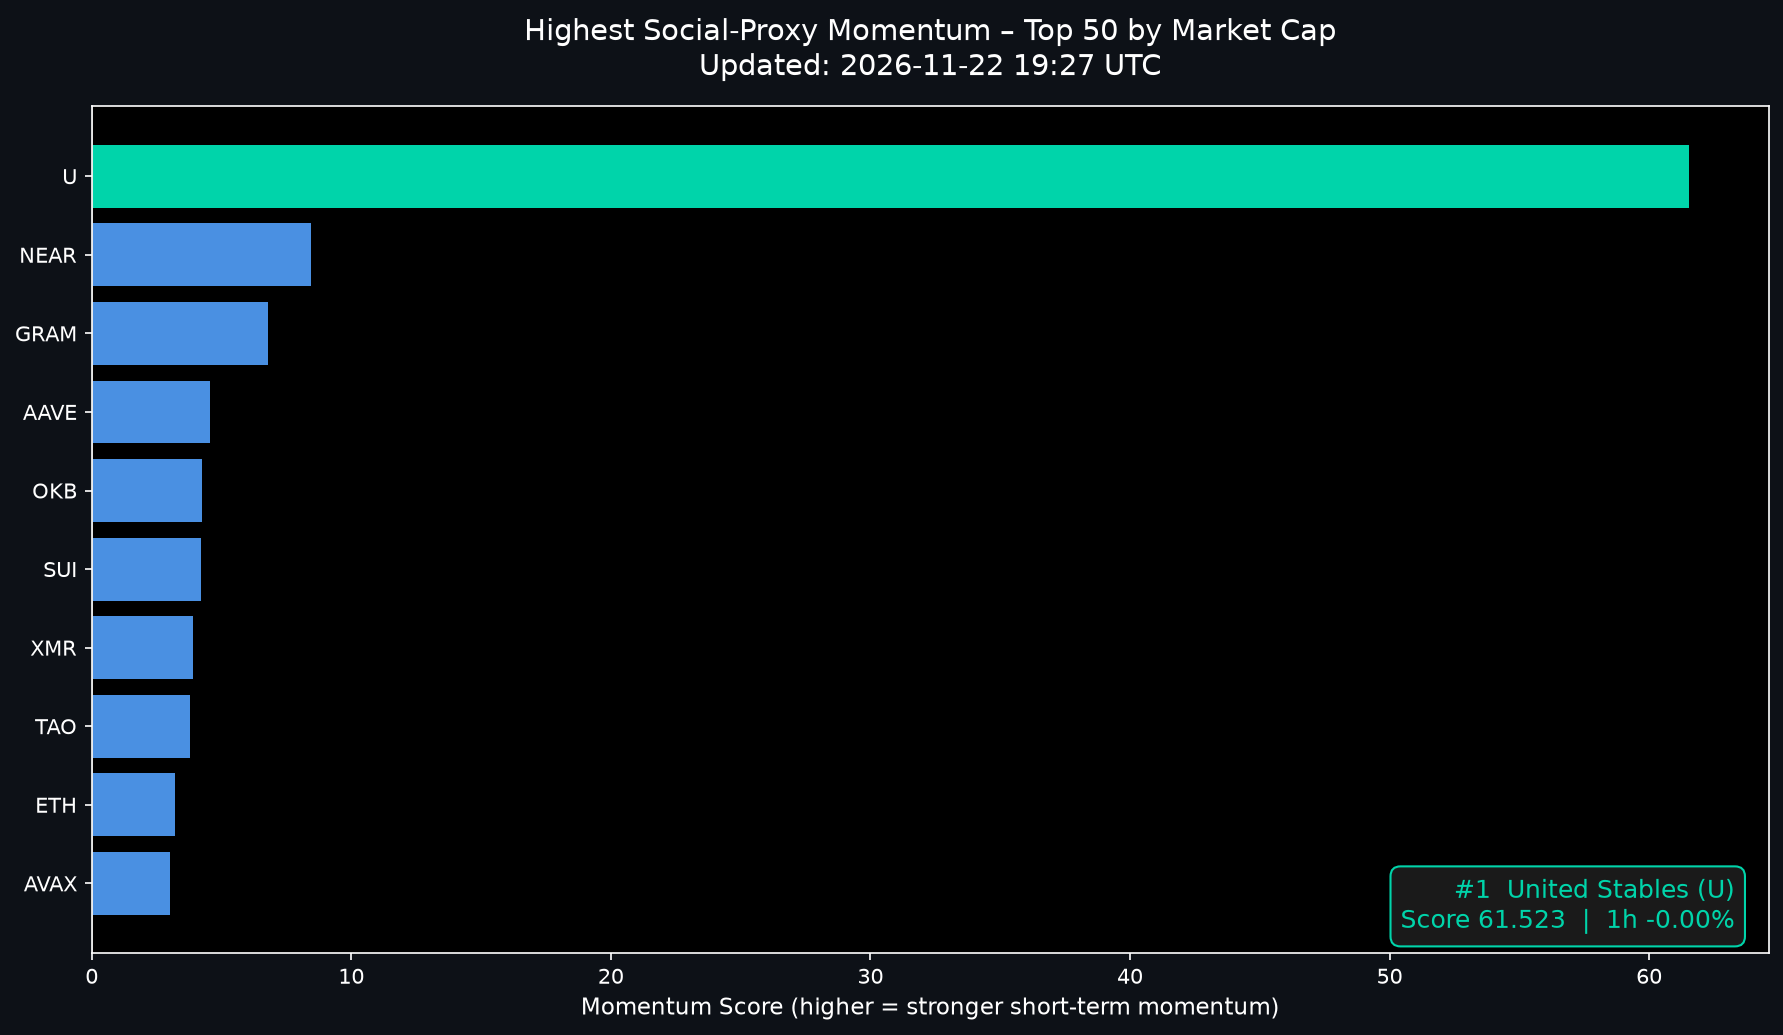 Highest Social-Proxy Momentum – Top 50 by Market Cap
Updated: 2026-11-22 19:27 UTC
U
NEAR
GRAM
AAVE
OKB
SUI
XMR
TAO
ETH
AVAX
#1 United Stables (U)
Score 61.523 | 1h -0.00%
0 10 20 30 40 50 60
Momentum Score (higher = stronger short-term momentum)